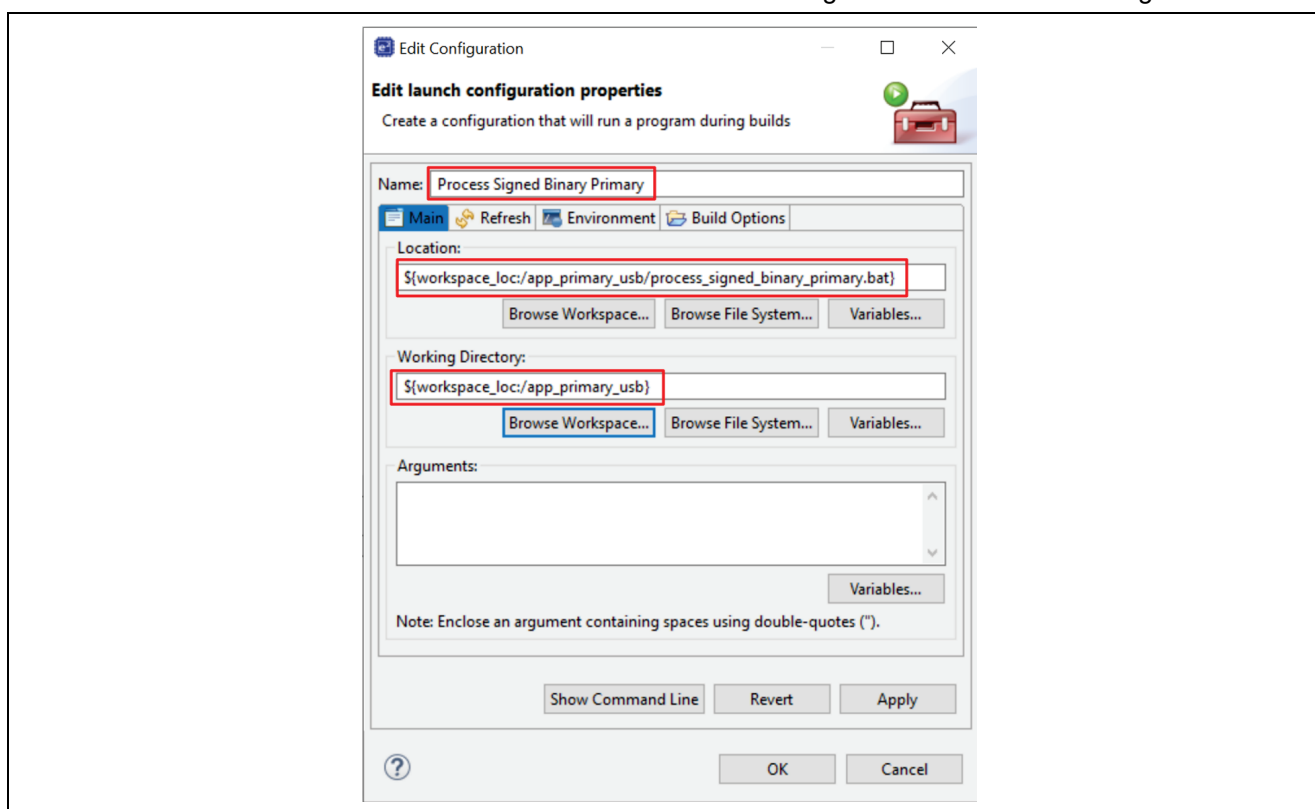 Edit Configuration
Edit launch configuration properties
Create a configuration that will run a program during builds
Name: Process Signed Binary Primary
Main Refresh Environment Build Options
Location:
${workspace_loc:/app_primary_usb/process_signed_binary_primary.bat}
Browse Workspace... Browse File System... Variables...
Working Directory:
${workspace_loc:/app_primary_usb}
Browse Workspace... Browse File System... Variables...
Arguments:
Variables...
Note: Enclose an argument containing spaces using double-quotes (").
Show Command Line Revert Apply
OK Cancel